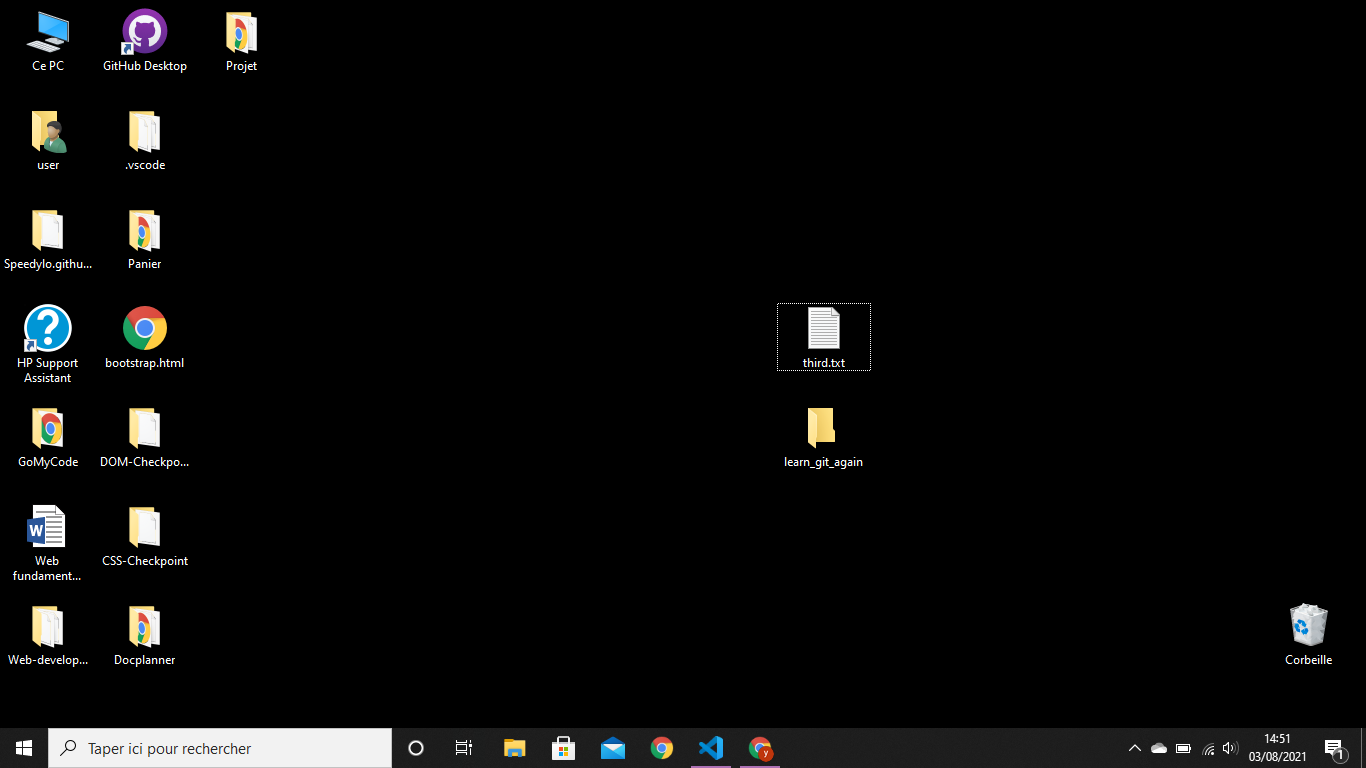 Ce PC
GitHub Desktop
Projet
user
.vscode
Speedylo.githu...
Panier
HP Support
Assistant
bootstrap.html
third.txt
GoMyCode
DOM-Checkpo...
learn_git_again
W
Web
fundament...
CSS-Checkpoint
Web-develop...
Docplanner
Corbeille
Taper ici pour rechercher
y
14:51
03/08/2021
1